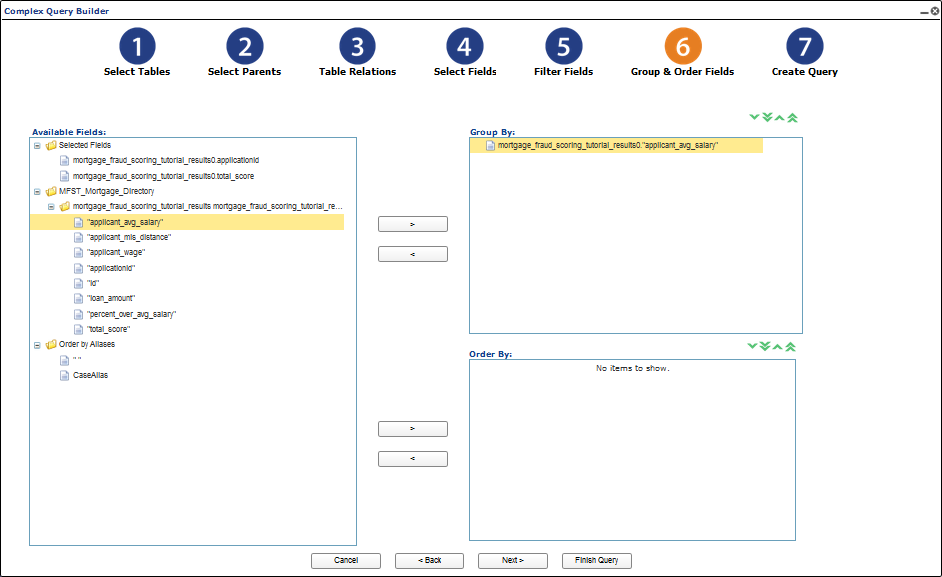 Complex Query Builder
1 2 3 4 5 6 7
Select Tables Select Parents Table Relations Select Fields Filter Fields Group & Order Fields Create Query
Available Fields:
Selected Fields
mortgage_fraud_scoring_tutorial_results0.applicationid
mortgage_fraud_scoring_tutorial_results0.total_score
MFST_Mortgage_Directory
mortgage_fraud_scoring_tutorial_results mortgage_fraud_scoring_tutorial_re...
"applicant_avg_salary"
"applicant_mls_distance"
"applicant_wage"
"applicationid"
"id"
"loan_amount"
"percent_over_avg_salary"
"total_score"
Order by Aliases
" "
CaseAlias
>
<
>
<
Group By:
mortgage_fraud_scoring_tutorial_results0."applicant_avg_salary"
Order By:
No items to show.
Cancel < Back Next > Finish Query